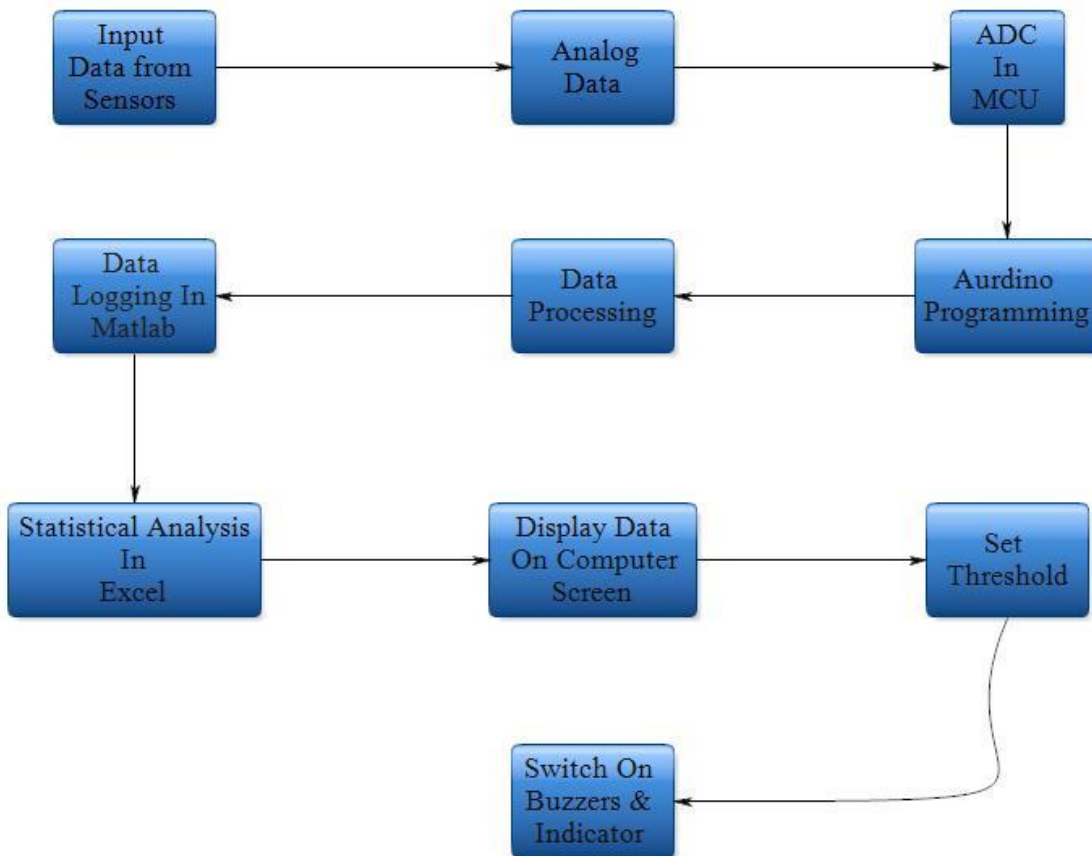 Input
Data from
Sensors
Analog
Data
ADC
In
MCU
Aurdino
Programming
Data
Processing
Data
Logging In
Matlab
Statistical Analysis
In
Excel
Display Data
On Computer
Screen
Set
Threshold
Switch On
Buzzers &
Indicator